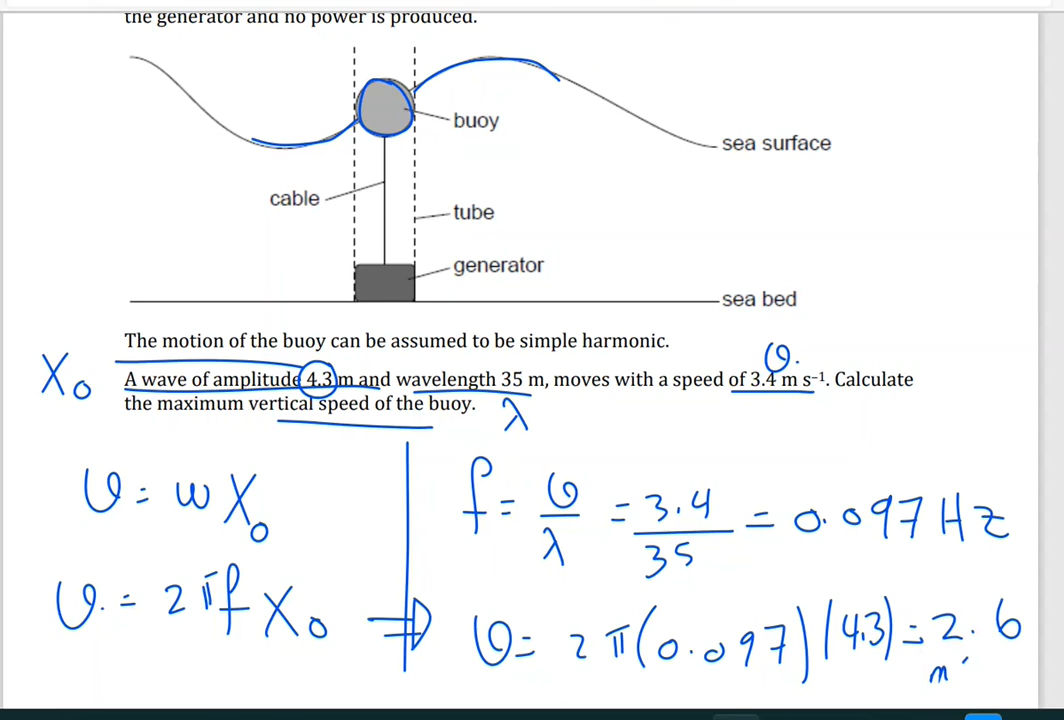 the generator and no power is produced.
buoy
sea surface
cable
tube
generator
sea bed
The motion of the buoy can be assumed to be simple harmonic.
υ.
X₀ A wave of amplitude 4.3 m and wavelength 35 m, moves with a speed of 3.4 m s⁻¹. Calculate
the maximum vertical speed of the buoy.
λ
υ = ω X₀
f = υ/λ = 3.4/35 = 0.097 HZ
υ. = 2πf X₀ ⇒ υ = 2π(0.097)(4.3) = 2.6
m